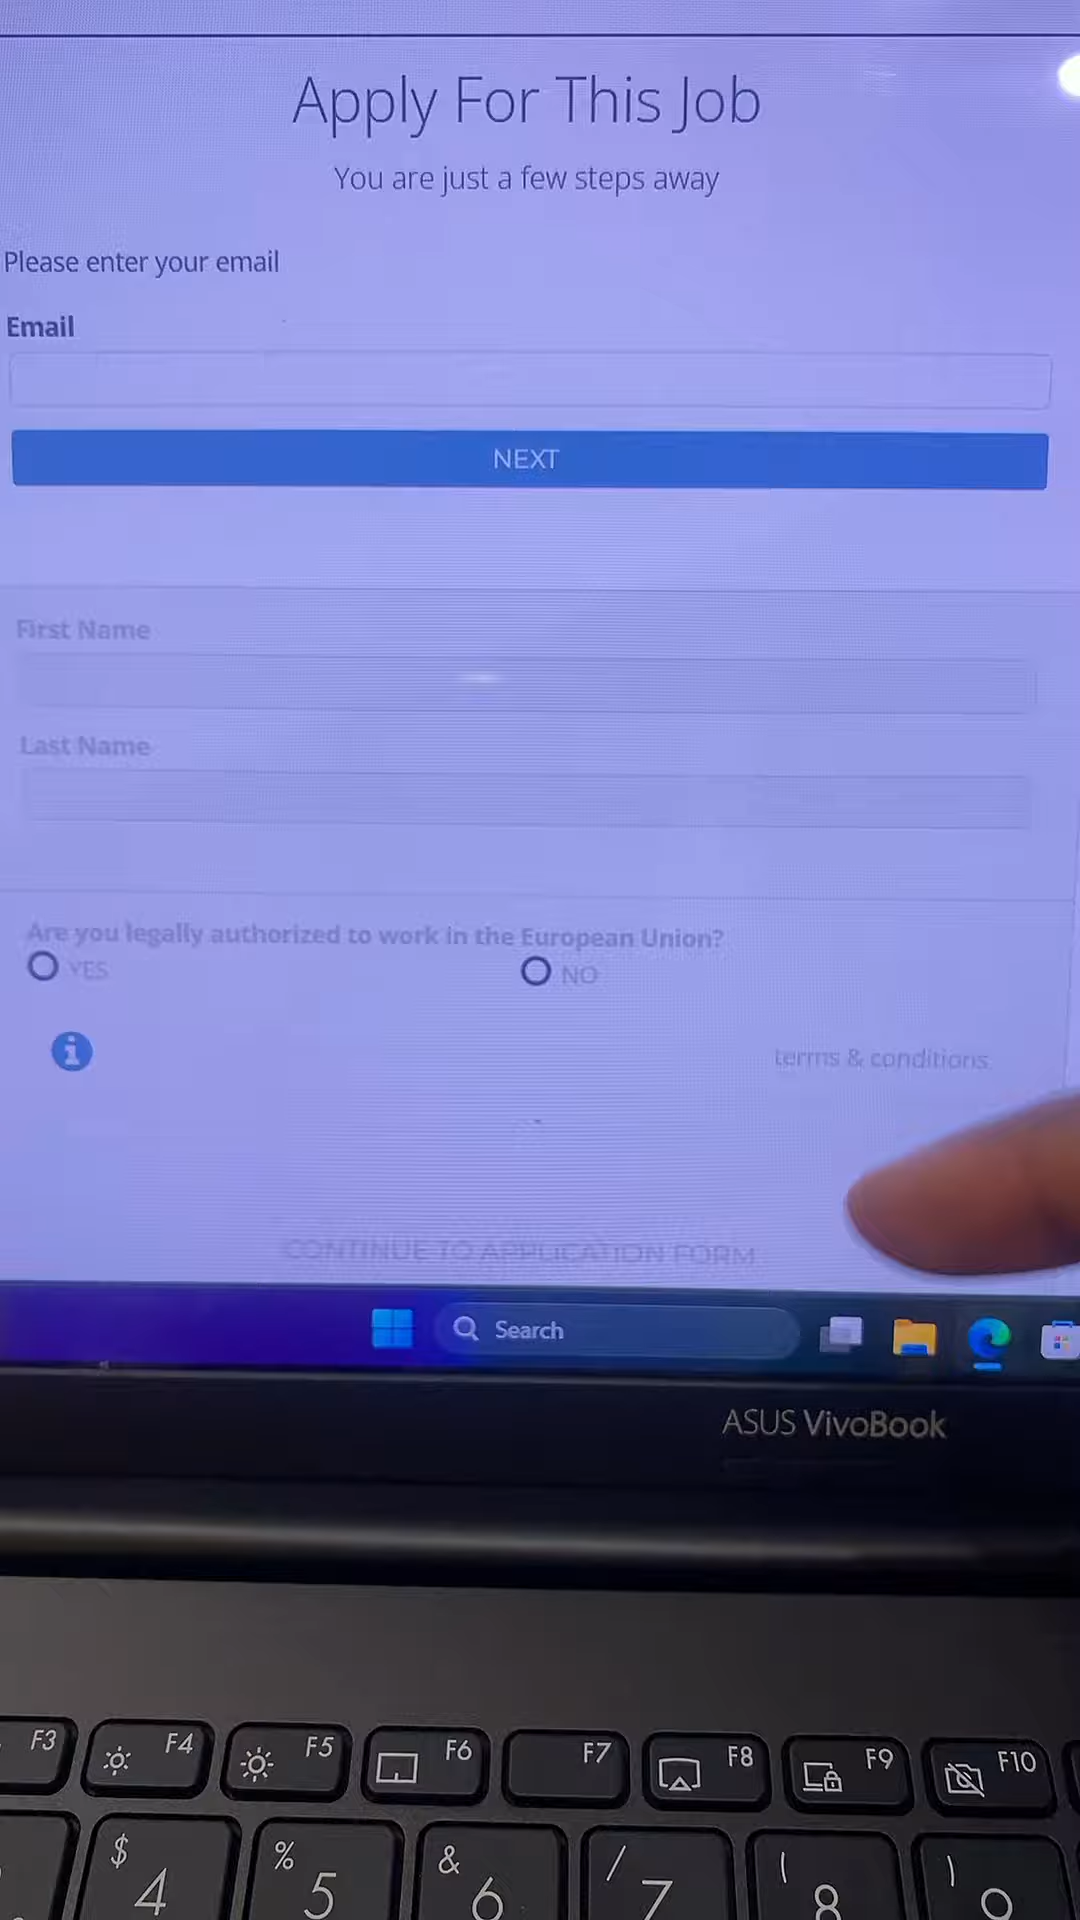 Apply For This Job
You are just a few steps away
Please enter your email
Email
NEXT
First Name
Last Name
Are you legally authorized to work in the European Union?
YES NO
terms & conditions
CONTINUE TO APPLICATION FORM
Search
ASUS VivoBook
F3 F4 F5 F6 F7 F8 F9 F10
$ % & / ( )
4 5 6 7 8 9